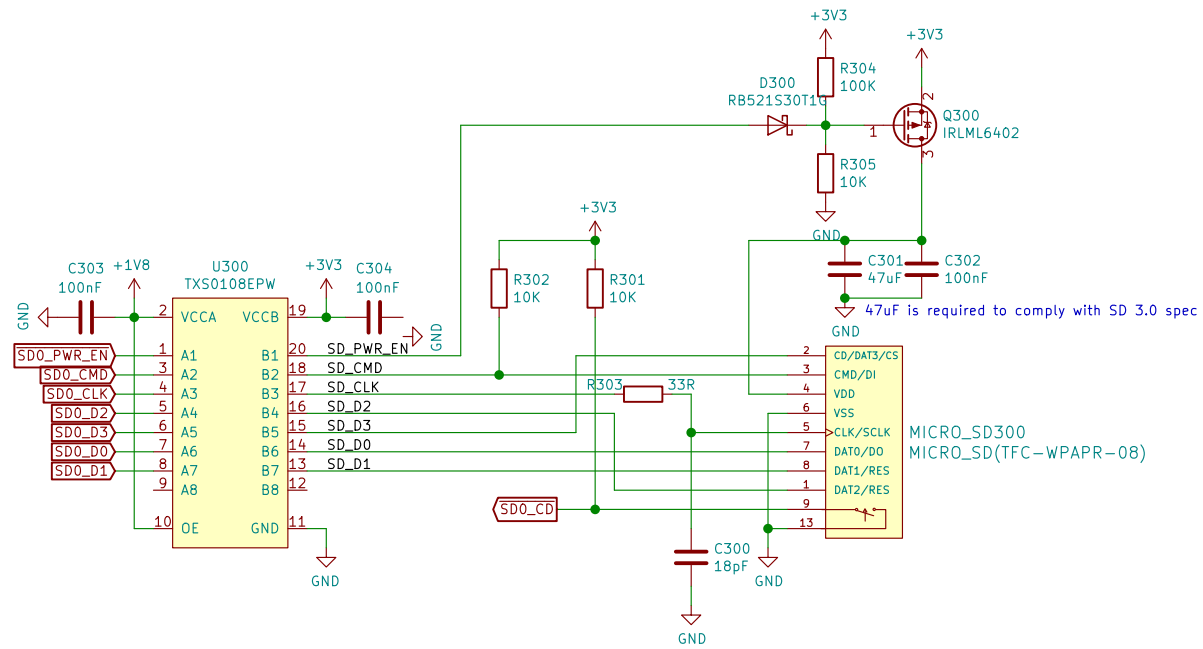 +3V3
+3V3
R304
100K
D300
RB521S30T1G
2
Q300
IRLML6402
1
3
R305
10K
GND
+3V3
C303
100nF
+1V8
U300
TXS0108EPW
+3V3
C304
100nF
R302
10K
R301
10K
C301
47uF
C302
100nF
GND
GND
GND
47uF is required to comply with SD 3.0 spec
2 VCCA VCCB 19
SD0_PWR_EN 1 A1 B1 20 SD_PWR_EN
SD0_CMD 3 A2 B2 18 SD_CMD
SD0_CLK 4 A3 B3 17 SD_CLK
SD0_D2 5 A4 B4 16 SD_D2
SD0_D3 6 A5 B5 15 SD_D3
SD0_D0 7 A6 B6 14 SD_D0
SD0_D1 8 A7 B7 13 SD_D1
9 A8 B8 12
10 OE GND 11
GND
R303 33R
2 CD/DAT3/CS
3 CMD/DI
4 VDD
6 VSS
5 CLK/SCLK
7 DAT0/DO
8 DAT1/RES
1 DAT2/RES
9
13
MICRO_SD300
MICRO_SD(TFC-WPAPR-08)
SD0_CD
C300
18pF
GND
GND